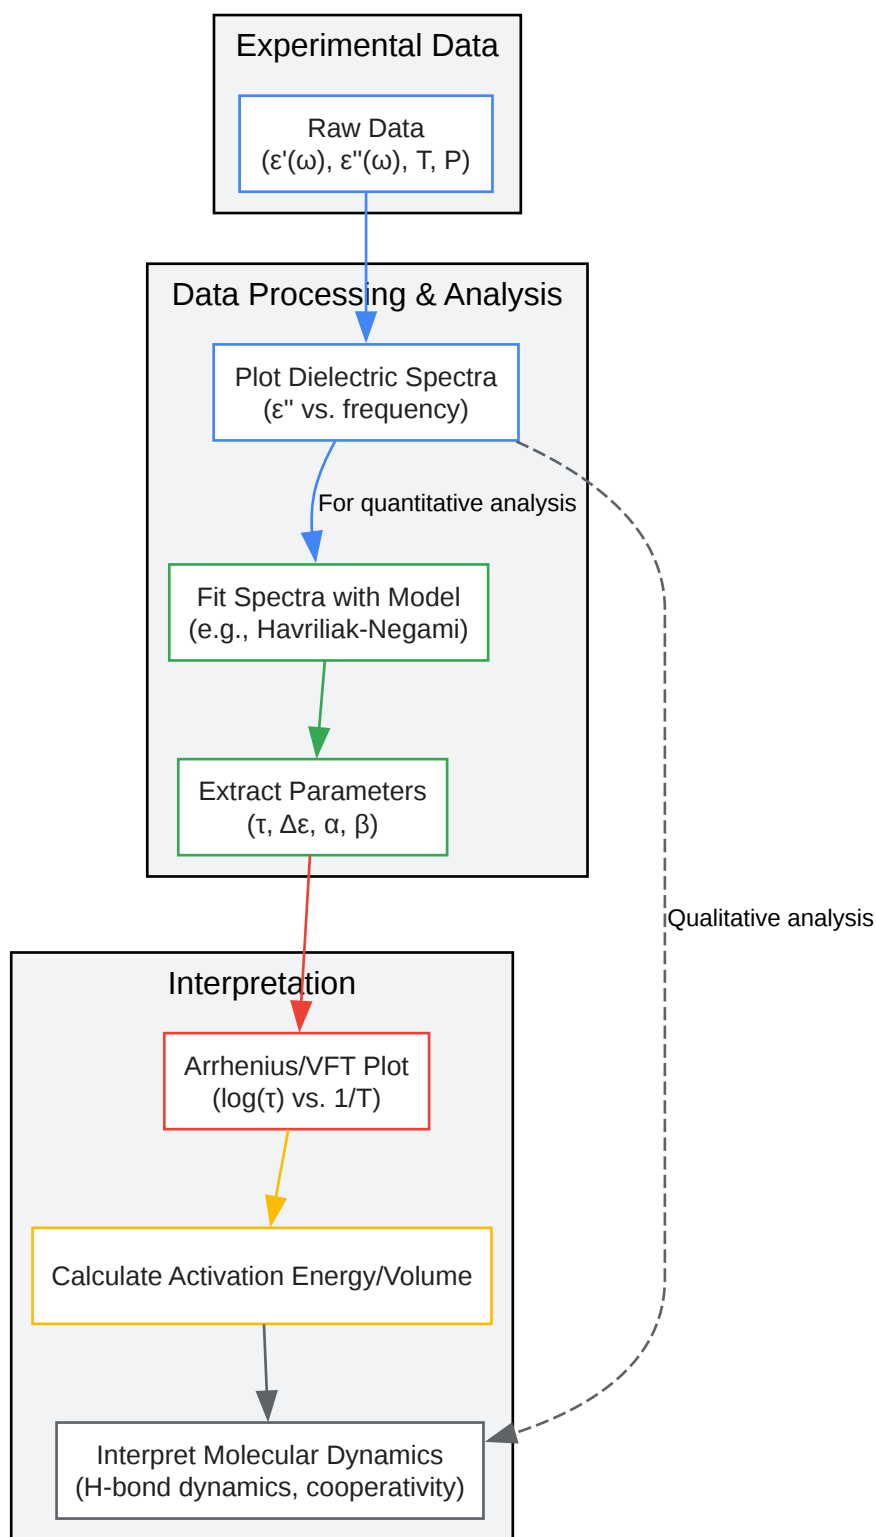 Experimental Data
Raw Data
(ε'(ω), ε''(ω), T, P)
Data Processing & Analysis
Plot Dielectric Spectra
(ε'' vs. frequency)
For quantitative analysis
Fit Spectra with Model
(e.g., Havriliak-Negami)
Extract Parameters
(τ, Δε, α, β)
Qualitative analysis
Interpretation
Arrhenius/VFT Plot
(log(τ) vs. 1/T)
Calculate Activation Energy/Volume
Interpret Molecular Dynamics
(H-bond dynamics, cooperativity)